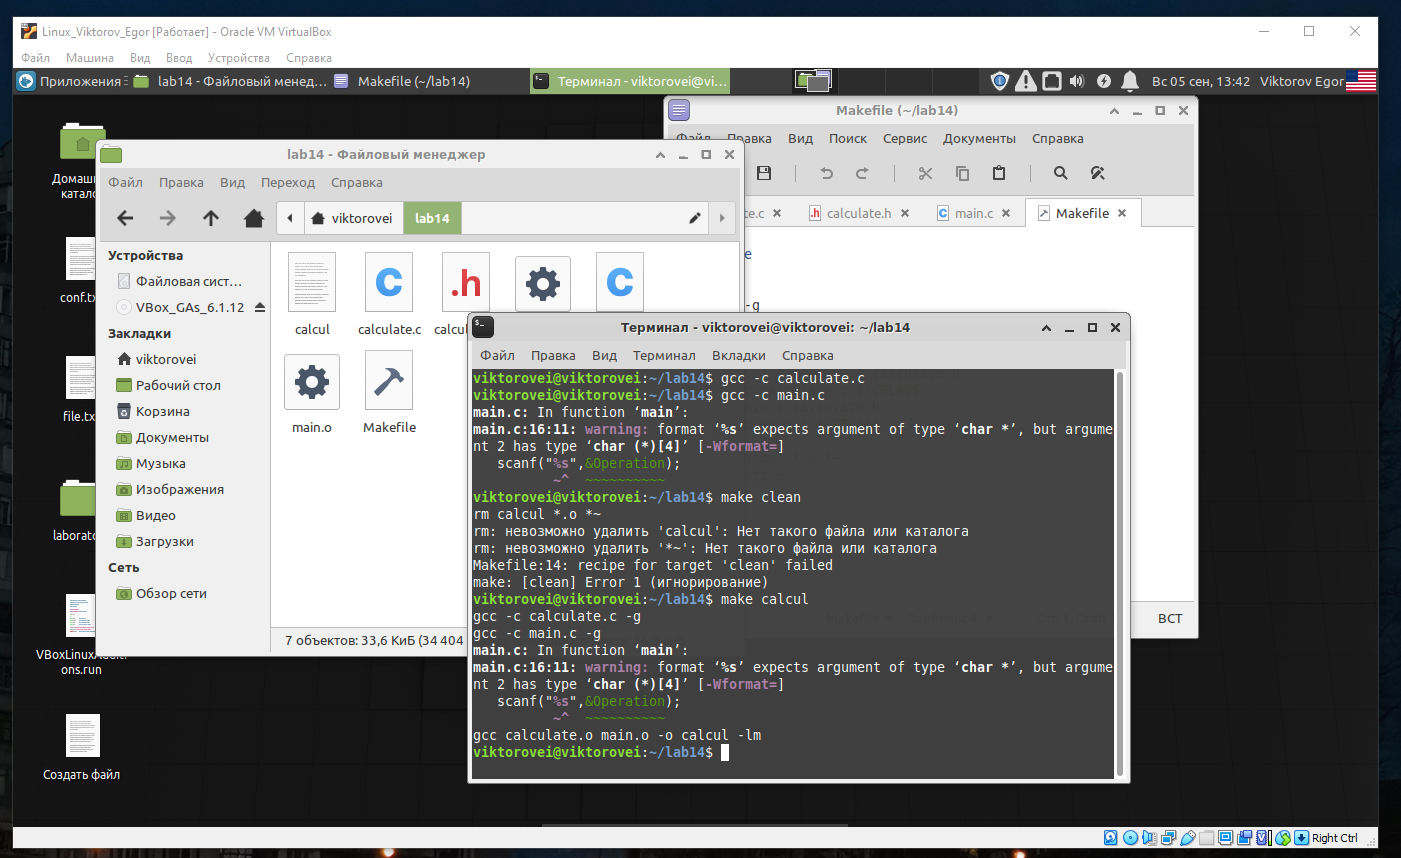 Linux_Viktorov_Egor [Работает] - Oracle VM VirtualBox
Файл Машина Вид Ввод Устройства Справка
Приложения lab14 - Файловый менед... Makefile (~/lab14) Терминал - viktorovei@vi... Вс 05 сен, 13:42 Viktorov Egor
Makefile (~/lab14)
Файл Правка Вид Поиск Сервис Документы Справка
te.c calculate.h main.c Makefile
e
-g
ВСТ
Домаш
катало
conf.tx
file.tx
laborato
VBoxLinuxAdditi
ons.run
Создать файл
lab14 - Файловый менеджер
Файл Правка Вид Переход Справка
viktorovei lab14
Устройства
Файловая сист...
VBox_GAs_6.1.12
Закладки
viktorovei
Рабочий стол
Корзина
Документы
Музыка
Изображения
Видео
Загрузки
Сеть
Обзор сети
calcul calculate.c calcu
main.o Makefile
7 объектов: 33,6 КиБ (34 404
Терминал - viktorovei@viktorovei: ~/lab14
Файл Правка Вид Терминал Вкладки Справка
viktorovei@viktorovei:~/lab14$ gcc -c calculate.c
viktorovei@viktorovei:~/lab14$ gcc -c main.c
main.c: In function ‘main’:
main.c:16:11: warning: format ‘%s’ expects argument of type ‘char *’, but argume
nt 2 has type ‘char (*)[4]’ [-Wformat=]
scanf("%s",&Operation);
~^ ~~~~~~~~~~
viktorovei@viktorovei:~/lab14$ make clean
rm calcul *.o *~
rm: невозможно удалить 'calcul': Нет такого файла или каталога
rm: невозможно удалить '*~': Нет такого файла или каталога
Makefile:14: recipe for target 'clean' failed
make: [clean] Error 1 (игнорирование)
viktorovei@viktorovei:~/lab14$ make calcul
gcc -c calculate.c -g
gcc -c main.c -g
main.c: In function ‘main’:
main.c:16:11: warning: format ‘%s’ expects argument of type ‘char *’, but argume
nt 2 has type ‘char (*)[4]’ [-Wformat=]
scanf("%s",&Operation);
~^ ~~~~~~~~~~
gcc calculate.o main.o -o calcul -lm
viktorovei@viktorovei:~/lab14$
Right Ctrl